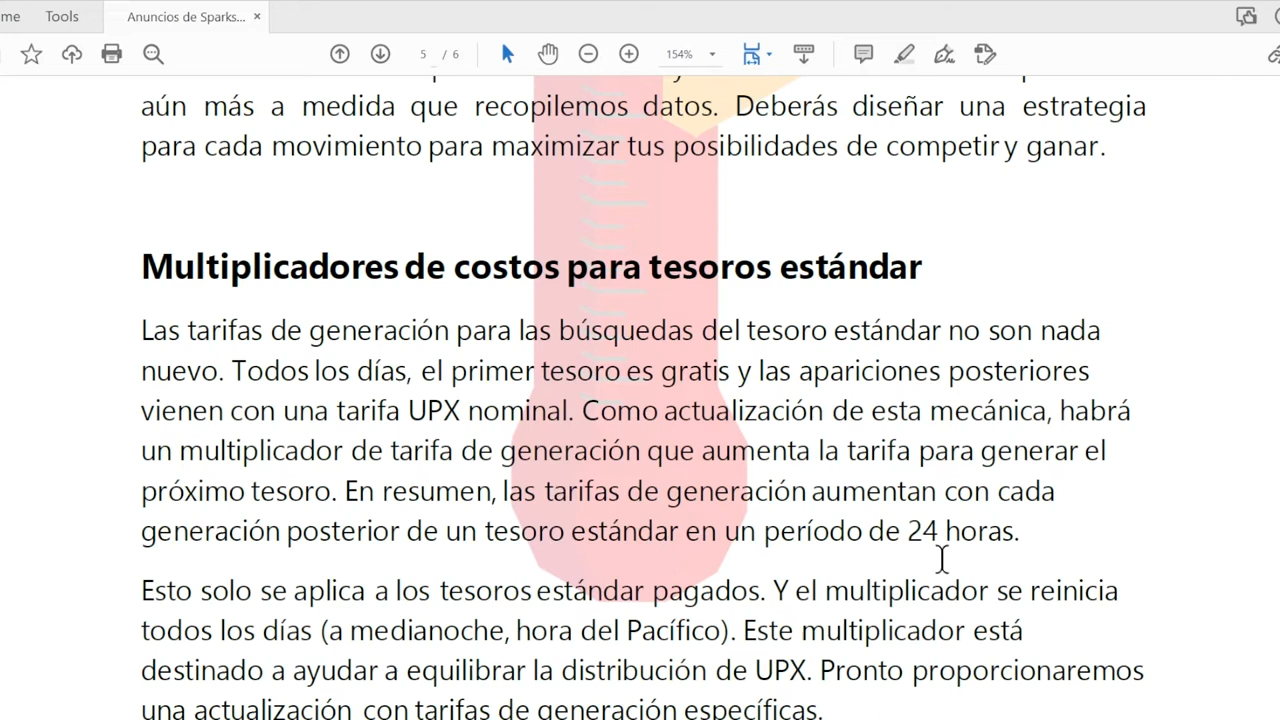 me Tools Anuncios de Sparks... ×
5 / 6 154%
aún más a medida que recopilemos datos. Deberás diseñar una estrategia
para cada movimiento para maximizar tus posibilidades de competir y ganar.
Multiplicadores de costos para tesoros estándar
Las tarifas de generación para las búsquedas del tesoro estándar no son nada
nuevo. Todos los días, el primer tesoro es gratis y las apariciones posteriores
vienen con una tarifa UPX nominal. Como actualización de esta mecánica, habrá
un multiplicador de tarifa de generación que aumenta la tarifa para generar el
próximo tesoro. En resumen, las tarifas de generación aumentan con cada
generación posterior de un tesoro estándar en un período de 24 horas.
Esto solo se aplica a los tesoros estándar pagados. Y el multiplicador se reinicia
todos los días (a medianoche, hora del Pacífico). Este multiplicador está
destinado a ayudar a equilibrar la distribución de UPX. Pronto proporcionaremos
una actualización con tarifas de generación específicas.